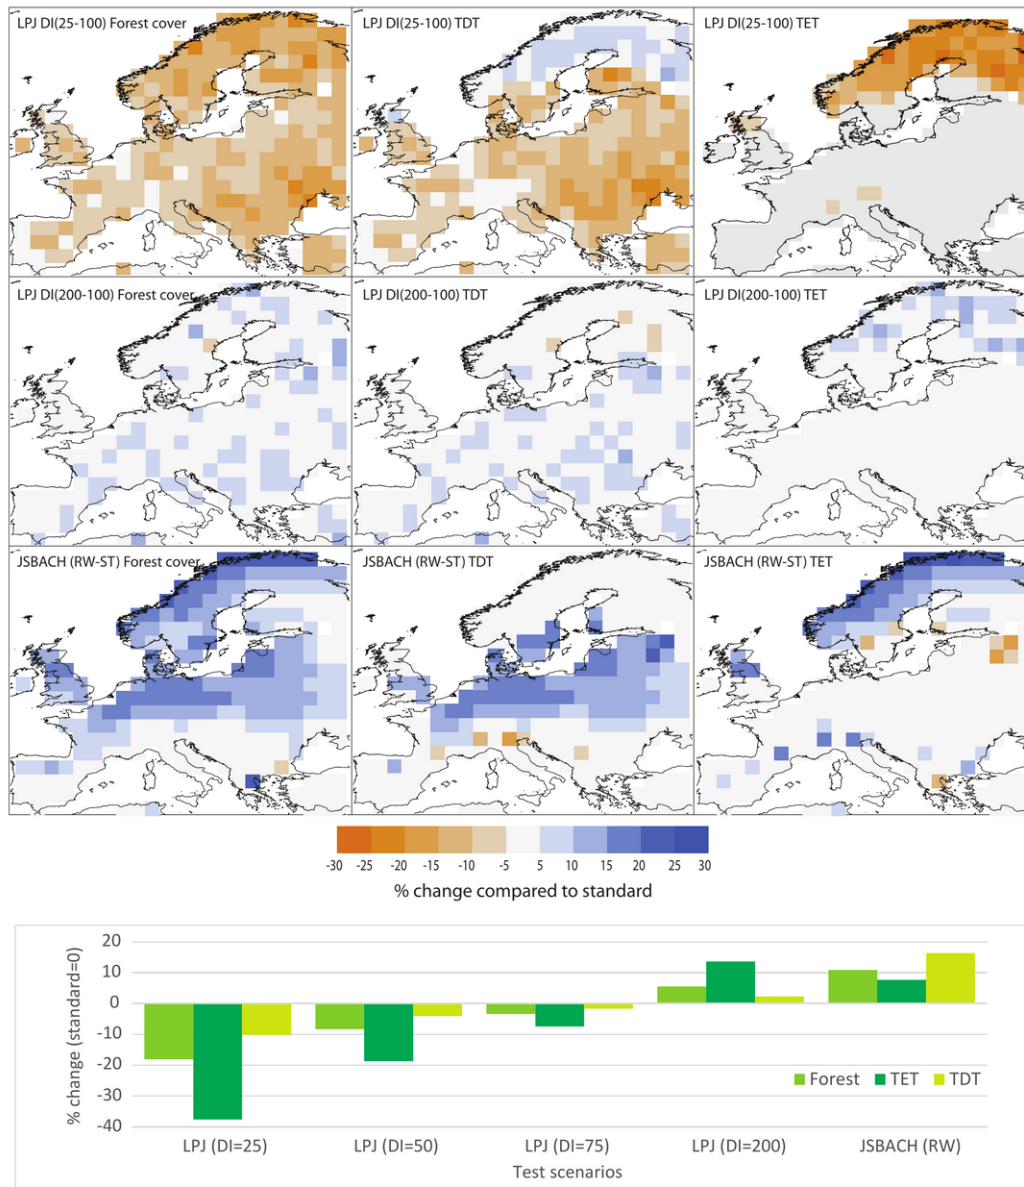 LPJ DI(25-100) Forest cover
LPJ DI(25-100) TDT
LPJ DI(25-100) TET
LPJ DI(200-100) Forest cover
LPJ DI(200-100) TDT
LPJ DI(200-100) TET
JSBACH (RW-ST) Forest cover
JSBACH (RW-ST) TDT
JSBACH (RW-ST) TET
-30 -25 -20 -15 -10 -5 5 10 15 20 25 30
% change compared to standard
% change (standard=0)
20
10
0
-10
-20
-30
-40
Forest TET TDT
LPJ (DI=25) LPJ (DI=50) LPJ (DI=75) LPJ (DI=200) JSBACH (RW)
Test scenarios